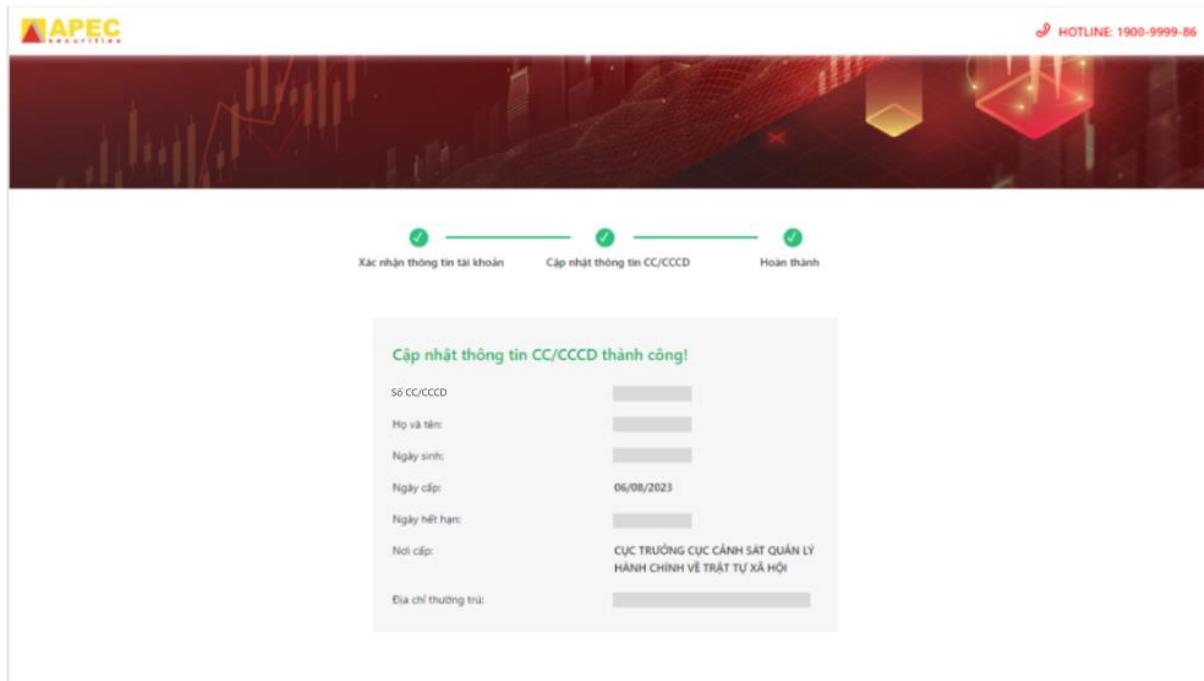 APEC
securities
HOTLINE: 1900-9999-86
Xác nhận thông tin tài khoản
Cập nhật thông tin CC/CCCD
Hoàn thành
Cập nhật thông tin CC/CCCD thành công!
Số CC/CCCD
Họ và tên:
Ngày sinh:
Ngày cấp: 06/08/2023
Ngày hết hạn:
Nơi cấp: CỤC TRƯỞNG CỤC CẢNH SÁT QUẢN LÝ
HÀNH CHÍNH VỀ TRẬT TỰ XÃ HỘI
Địa chỉ thường trú: